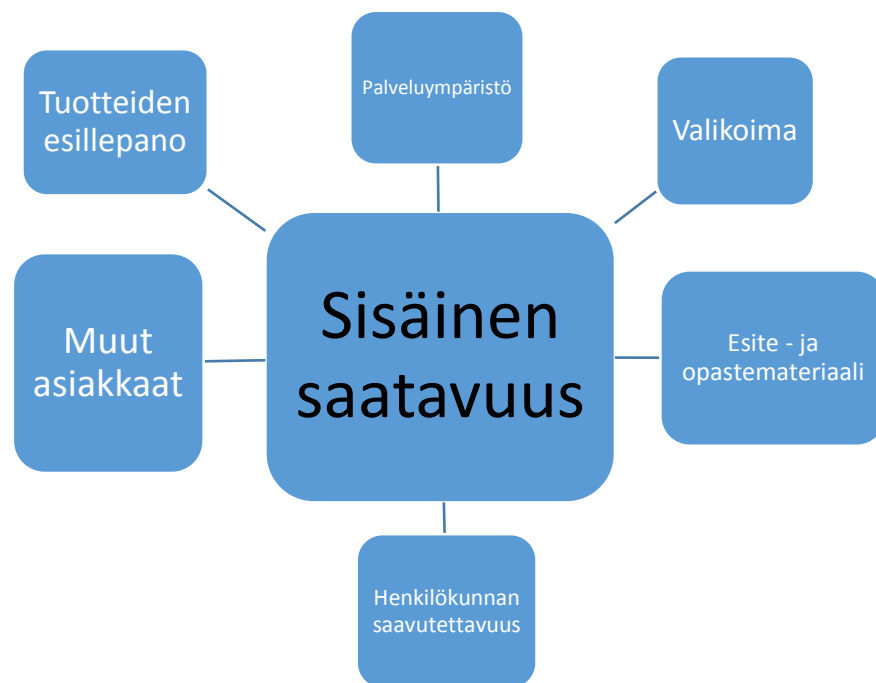 Palveluympäristö
Tuotteiden
esillepano
Valikoima
Sisäinen
saatavuus
Muut
asiakkaat
Esite - ja
opastemateriaali
Henkilökunnan
saavutettavuus